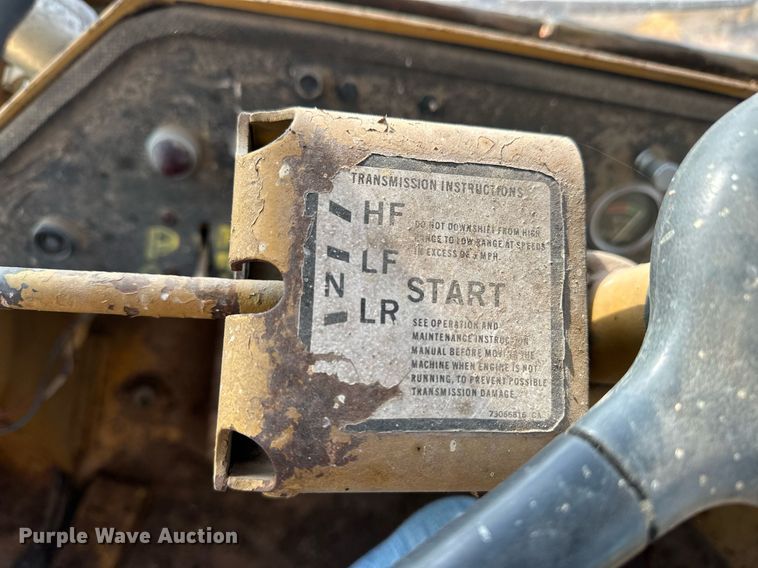 TRANSMISSION INSTRUCTIONS
HF
DO NOT DOWNSHIFT FROM HIGH
RANGE TO LOW RANGE AT SPEEDS
IN EXCESS OF MPH.
LF
N START
LR
SEE OPERATION AND
MAINTENANCE INSTRUCTION
MANUAL BEFORE MOVING THE
MACHINE WHEN ENGINE IS NOT
RUNNING, TO PREVENT POSSIBLE
TRANSMISSION DAMAGE.
73066816 CA
P
Purple Wave Auction